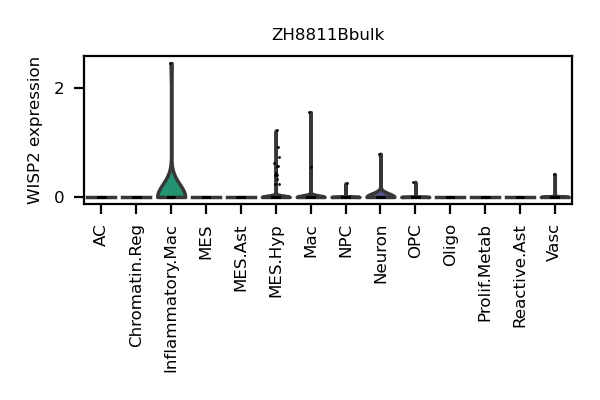 ZH8811Bbulk
WISP2 expression
2
0
AC
Chromatin.Reg
Inflammatory.Mac
MES
MES.Ast
MES.Hyp
Mac
NPC
Neuron
OPC
Oligo
Prolif.Metab
Reactive.Ast
Vasc